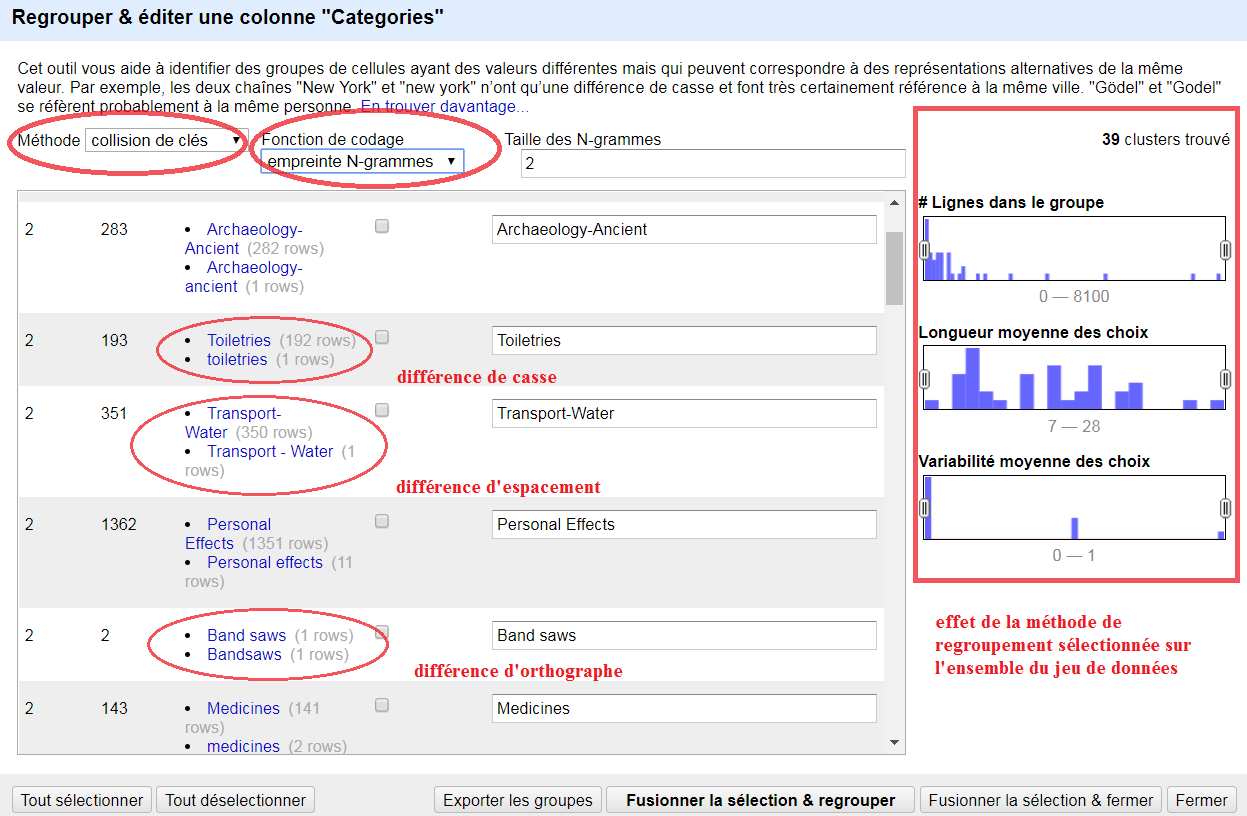 Regrouper & éditer une colonne "Categories"
Cet outil vous aide à identifier des groupes de cellules ayant des valeurs différentes mais qui peuvent correspondre à des représentations alternatives de la même
valeur. Par exemple, les deux chaînes "New York" et "new york" n’ont qu’une différence de casse et font très certainement référence à la même ville. "Gödel" et "Godel"
se réfèrent probablement à la même personne. En trouver davantage...
Méthode collision de clés
Fonction de codage
empreinte N-grammes
Taille des N-grammes
2
39 clusters trouvé
2 283
• Archaeology-
Ancient (282 rows)
• Archaeology-
ancient (1 rows)
Archaeology-Ancient
2 193
• Toiletries (192 rows)
• toiletries (1 rows)
Toiletries
différence de casse
2 351
• Transport-
Water (350 rows)
• Transport - Water (1
rows)
Transport-Water
différence d'espacement
2 1362
• Personal
Effects (1351 rows)
• Personal effects (11
rows)
Personal Effects
2 2
• Band saws (1 rows)
• Bandsaws (1 rows)
Band saws
différence d'orthographe
2 143
• Medicines (141
rows)
• medicines (2 rows)
Medicines
# Lignes dans le groupe
0 — 8100
Longueur moyenne des choix
7 — 28
Variabilité moyenne des choix
0 — 1
effet de la méthode de
regroupement sélectionnée sur
l'ensemble du jeu de données
Tout sélectionner Tout déselectionner Exporter les groupes Fusionner la sélection & regrouper Fusionner la sélection & fermer Fermer